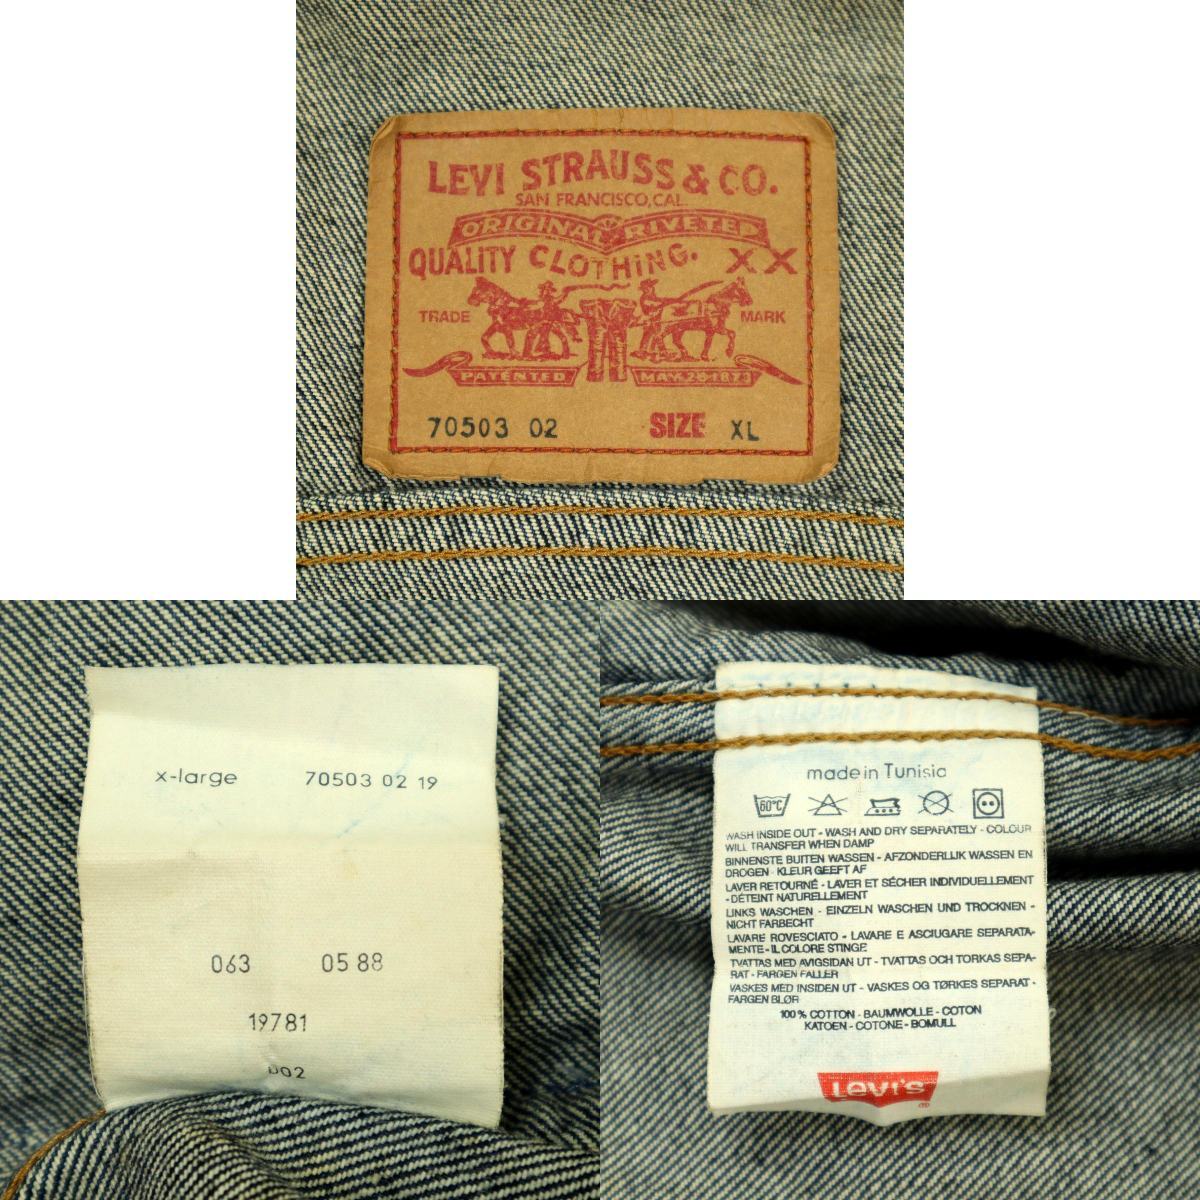 LEVI STRAUSS & CO.
SAN FRANCISCO, CAL.
ORIGINAL RIVETED
QUALITY CLOTHING. XX
TRADE MARK
PATENTED MAY 20 1873
70503 02 SIZE XL
x-large 70503 02 19
063 05 88
19781
002
made in Tunisia
60°C
WASH INSIDE OUT - WASH AND DRY SEPARATELY - COLOUR
WILL TRANSFER WHEN DAMP
BINNENSTE BUITEN WASSEN - AFZONDERLIJK WASSEN EN
DROGEN - KLEUR GEEFT AF
LAVER RETOURNÉ - LAVER ET SÉCHER INDIVIDUELLEMENT
- DÉTEINT NATURELLEMENT
LINKS WASCHEN - EINZELN WASCHEN UND TROCKNEN -
NICHT FARBECHT
LAVARE ROVESCIATO - LAVARE E ASCIUGARE SEPARATA-
MENTE - IL COLORE STINGE
TVATTAS MED AVIGSIDAN UT - TVATTAS OCH TORKAS SEPA-
RAT - FARGEN FALLER
VASKES MED INSIDEN UT - VASKES OG TØRKES SEPARAT -
FARGEN BLØR
100% COTTON - BAUMWOLLE - COTON
KATOEN - COTONE - BOMULL
Levi's ®